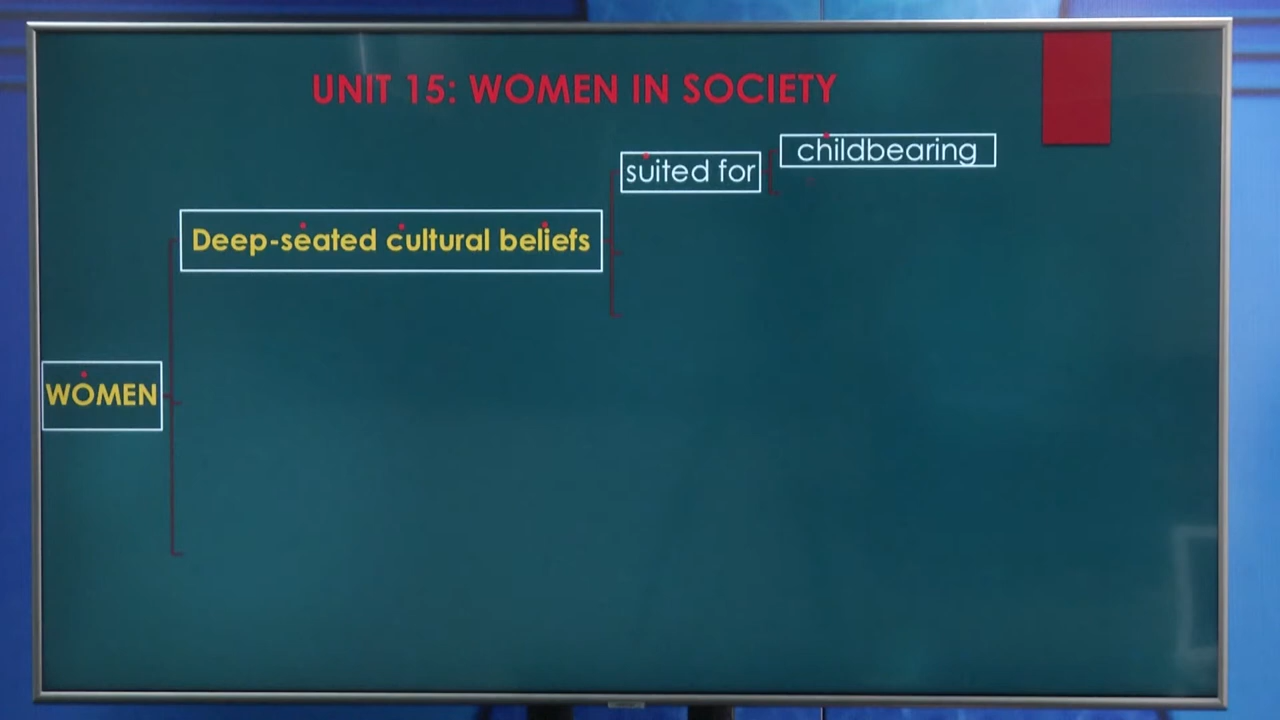 UNIT 15: WOMEN IN SOCIETY
childbearing
suited for
Deep-seated cultural beliefs
WOMEN